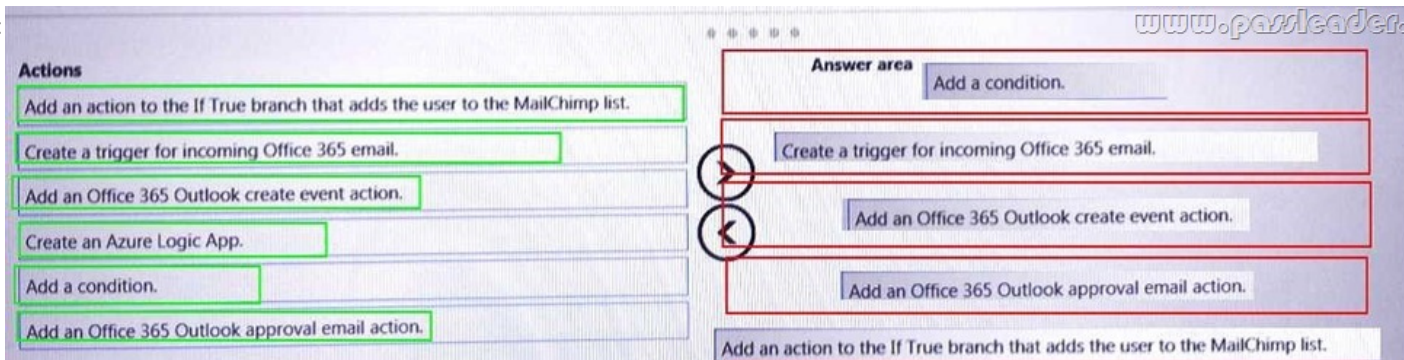 www.passleader.
Actions
Add an action to the If True branch that adds the user to the MailChimp list.
Create a trigger for incoming Office 365 email.
Add an Office 365 Outlook create event action.
Create an Azure Logic App.
Add a condition.
Add an Office 365 Outlook approval email action.
Answer area
Add a condition.
Create a trigger for incoming Office 365 email.
Add an Office 365 Outlook create event action.
Add an Office 365 Outlook approval email action.
Add an action to the If True branch that adds the user to the MailChimp list.